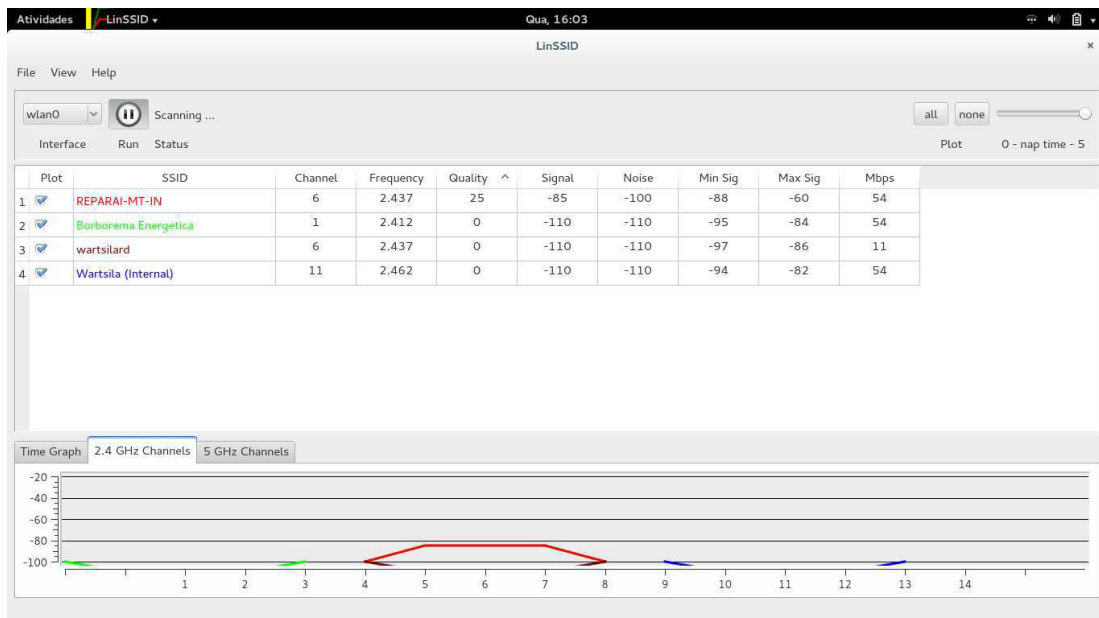 Atividades LinSSID Qua, 16:03
LinSSID ×
File View Help
wlan0 Scanning ... all none
Interface Run Status Plot 0 - nap time - 5
Plot SSID Channel Frequency Quality Signal Noise Min Sig Max Sig Mbps
1 REPARAI-MT-IN 6 2.437 25 -85 -100 -88 -60 54
2 Borborema Energetica 1 2.412 0 -110 -110 -95 -84 54
3 wartsilard 6 2.437 0 -110 -110 -97 -86 11
4 Wartsila (Internal) 11 2.462 0 -110 -110 -94 -82 54
Time Graph 2.4 GHz Channels 5 GHz Channels
-20
-40
-60
-80
-100
1 2 3 4 5 6 7 8 9 10 11 12 13 14